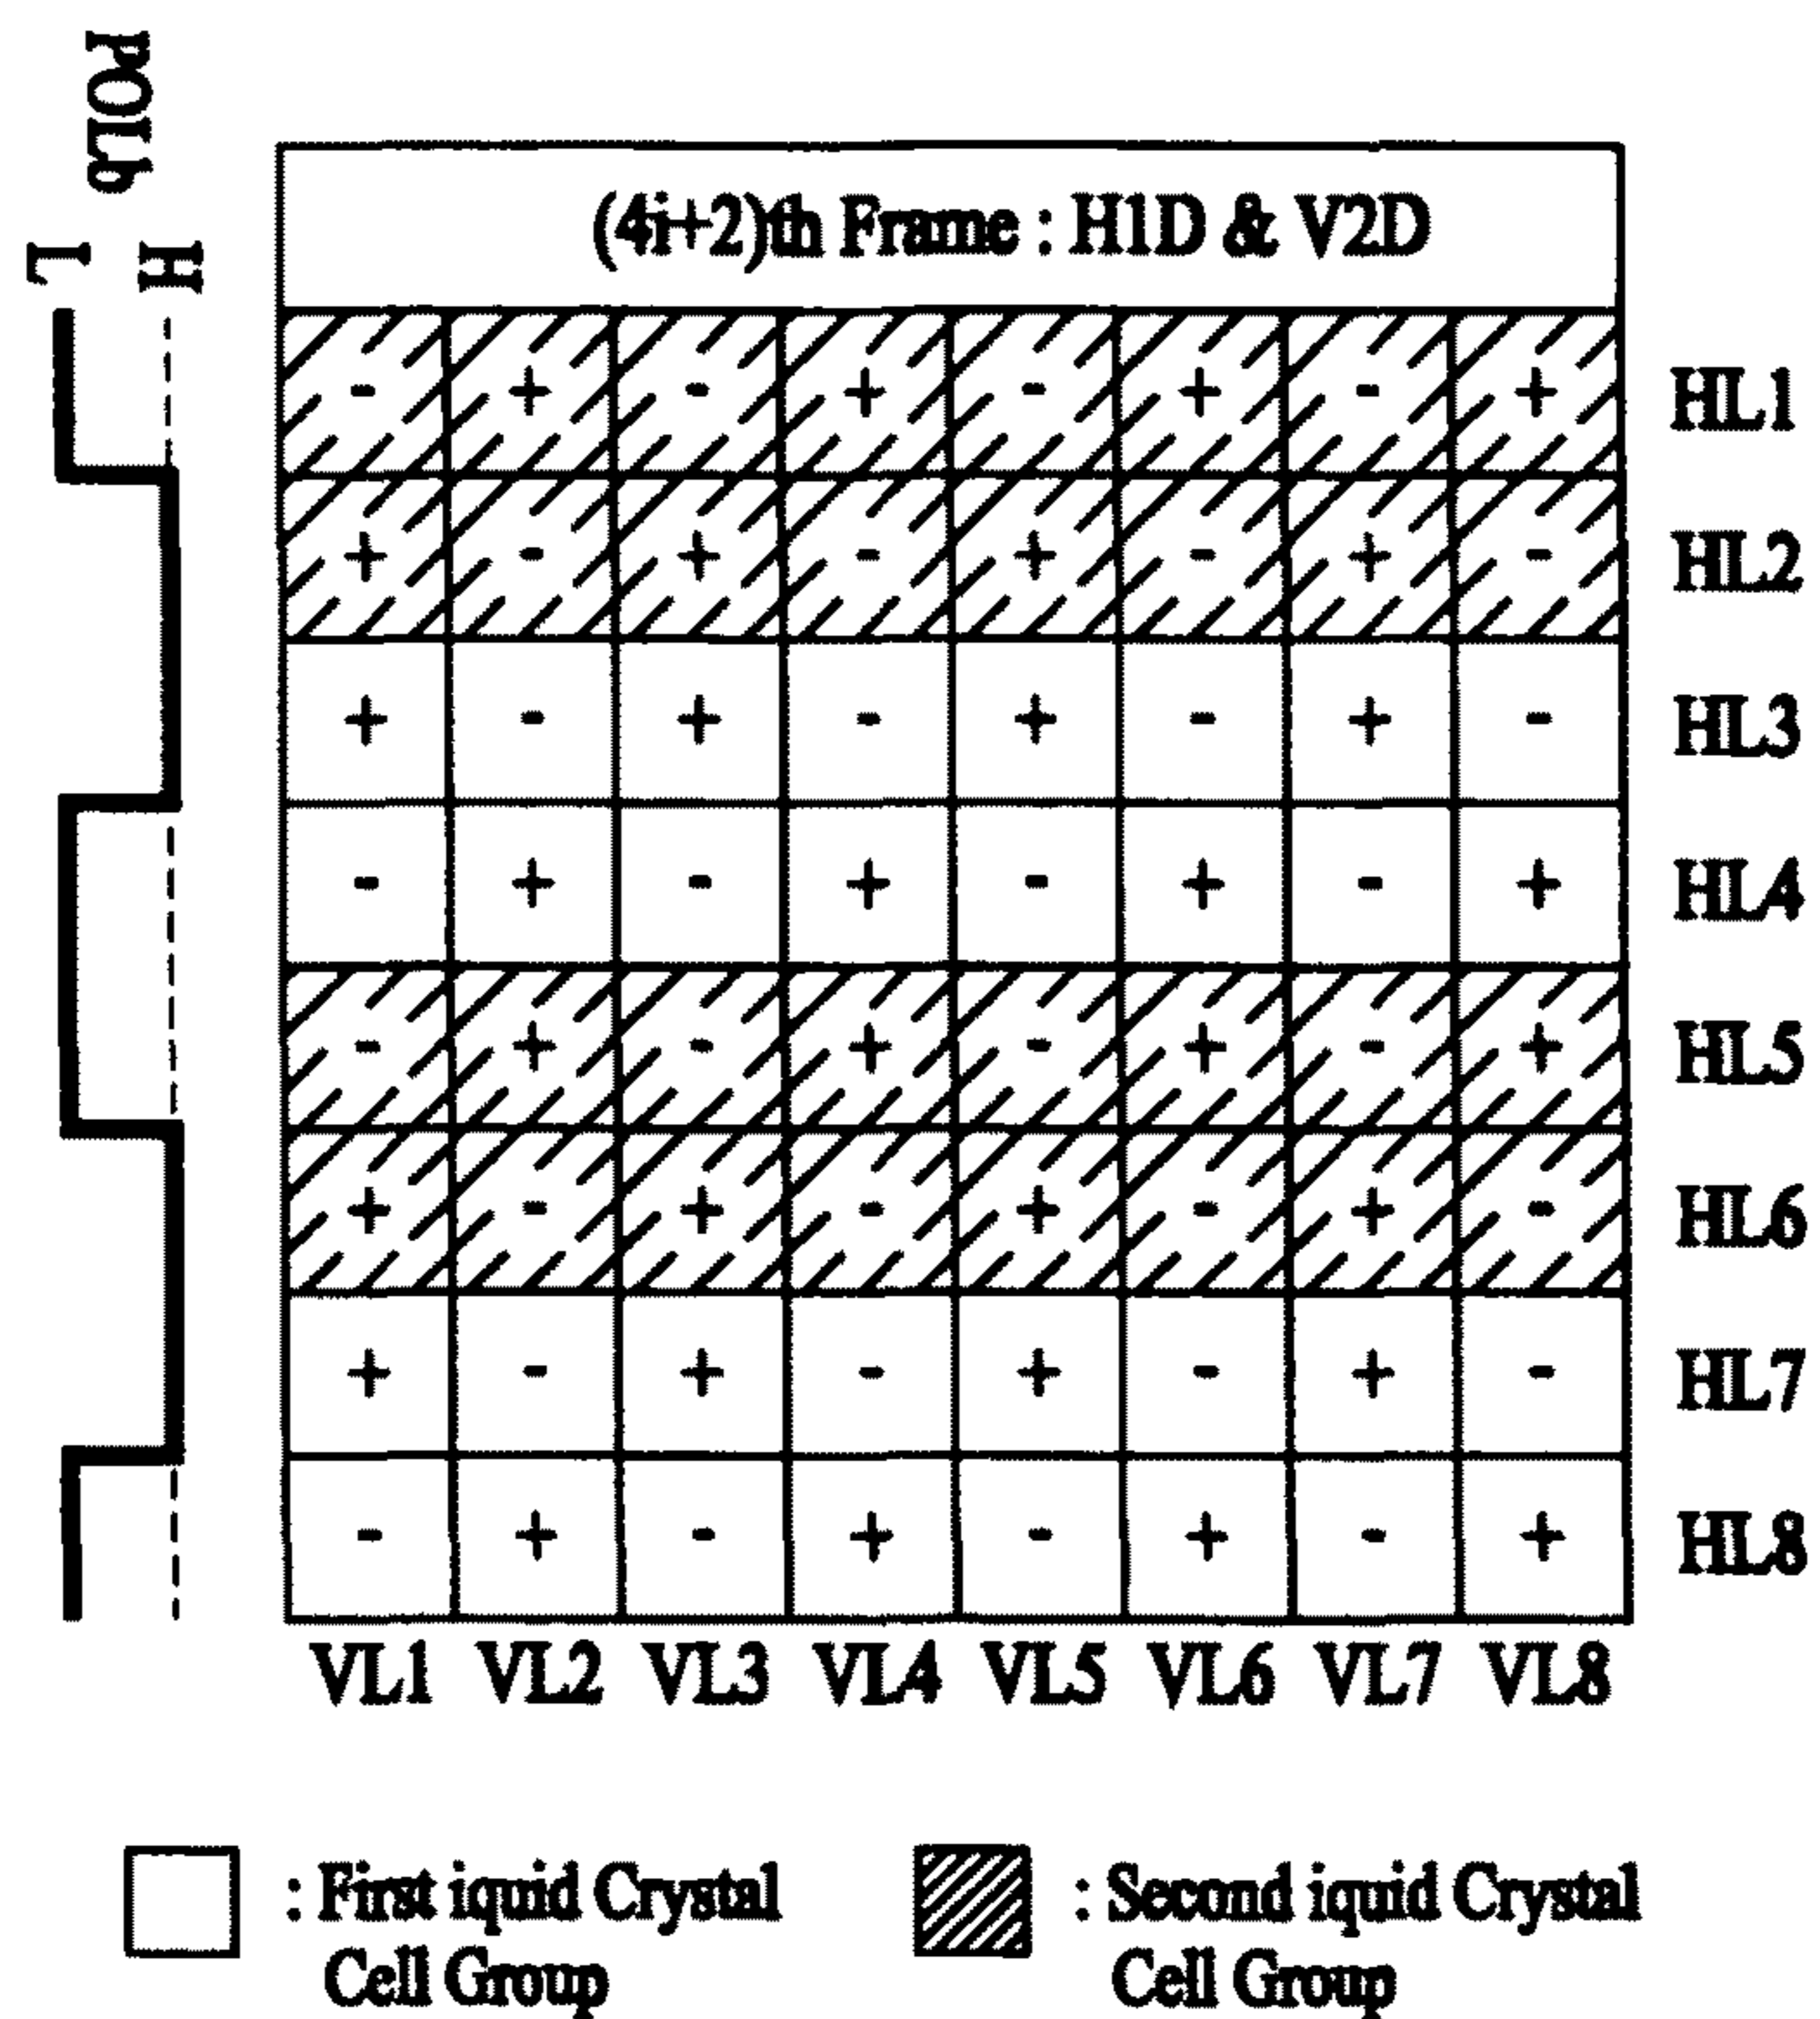 POLb
L H
(4i+2)th Frame : H1D & V2D
- + - + - + - + HL1
+ - + - + - + - HL2
+ - + - + - + - HL3
- + - + - + - + HL4
- + - + - + - + HL5
+ - + - + - + - HL6
+ - + - + - + - HL7
- + - + - + - + HL8
VL1 VL2 VL3 VL4 VL5 VL6 VL7 VL8
: First iquid Crystal
Cell Group
: Second iquid Crystal
Cell Group